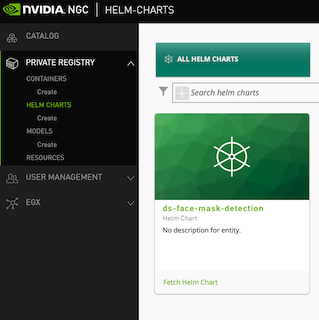 NVIDIA. NGC | HELM-CHARTS
CATALOG
PRIVATE REGISTRY
CONTAINERS
Create
HELM CHARTS
Create
MODELS
Create
RESOURCES
USER MANAGEMENT
EGX
ALL HELM CHARTS
Search helm charts
ds-face-mask-detection
Helm Chart
No description for entity.
Fetch Helm Chart